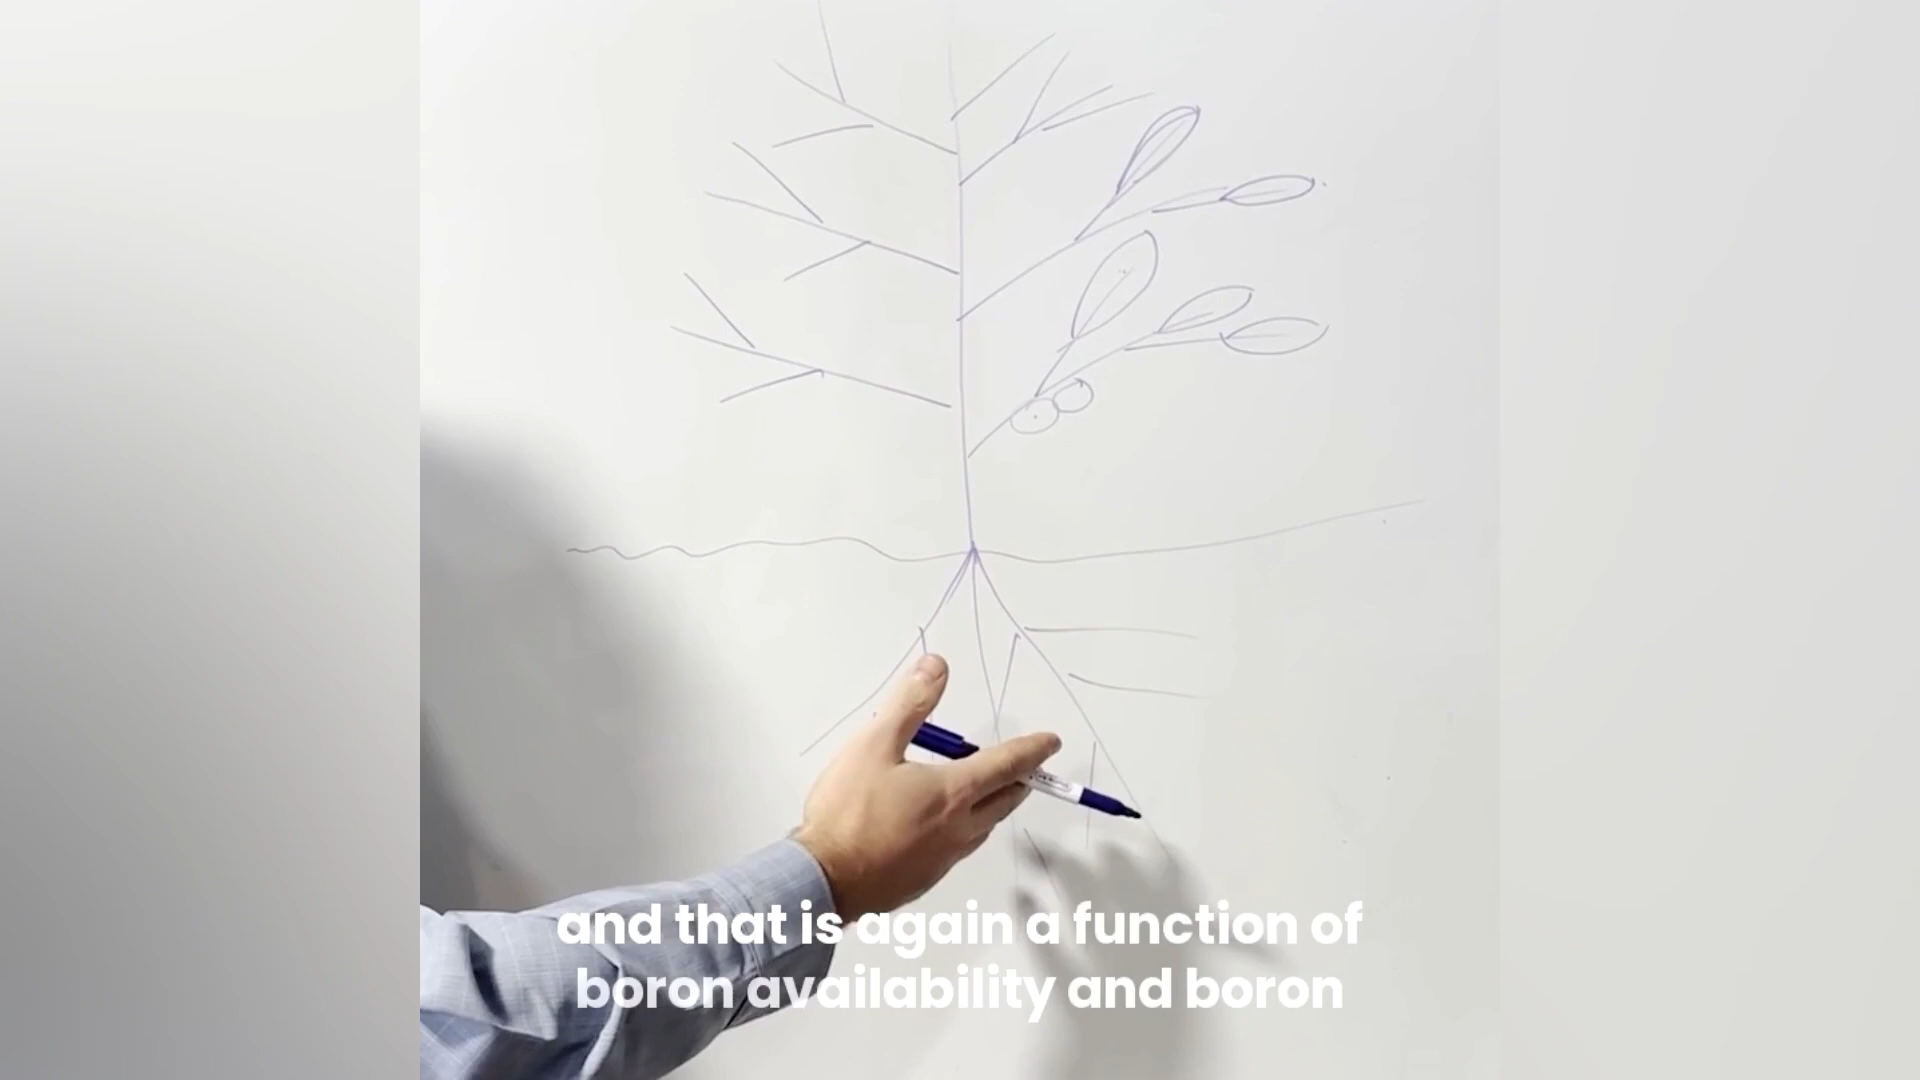 and that is again a function of
boron availability and boron